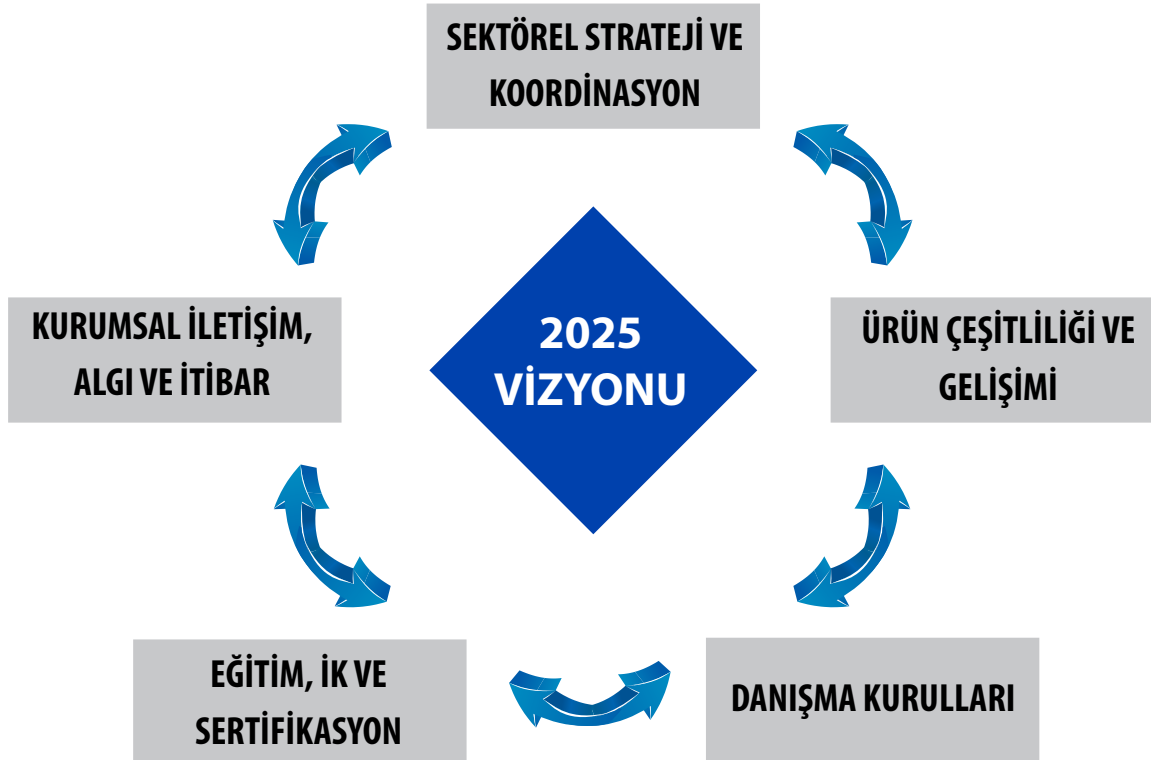 SEKTÖREL STRATEJİ VE
KOORDİNASYON
KURUMSAL İLETİŞİM,
ALGI VE İTİBAR
2025
VİZYONU
ÜRÜN ÇEŞİTLİLİĞİ VE
GELİŞİMİ
EĞİTİM, İK VE
SERTİFİKASYON
DANIŞMA KURULLARI